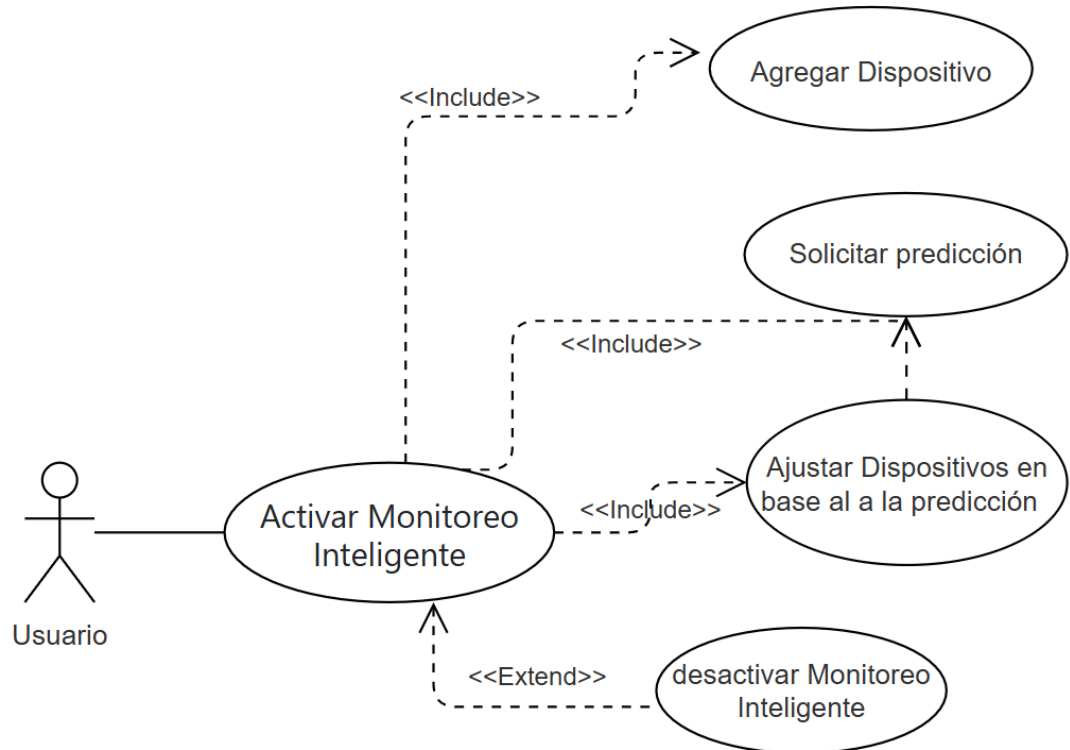 Agregar Dispositivo
<<Include>>
Solicitar predicción
<<Include>>
Ajustar Dispositivos en
base al a la predicción
<<Include>>
Activar Monitoreo
Inteligente
Usuario
<<Extend>>
desactivar Monitoreo
Inteligente